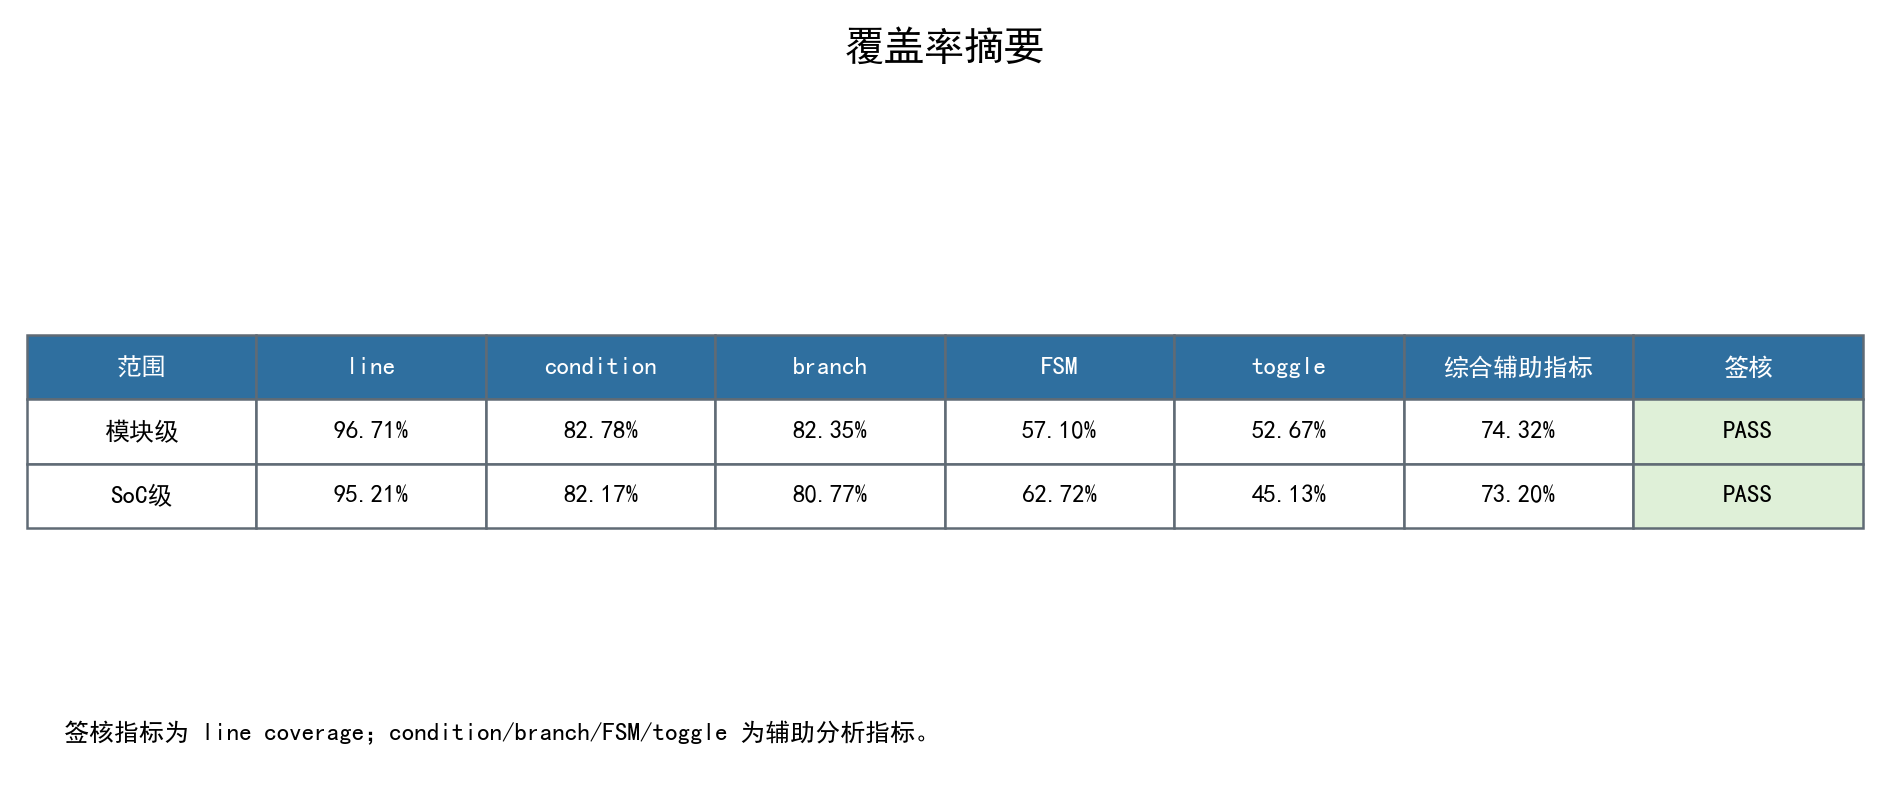 覆盖率摘要
范围 line condition branch FSM toggle 综合辅助指标 签核
模块级 96.71% 82.78% 82.35% 57.10% 52.67% 74.32% PASS
SoC级 95.21% 82.17% 80.77% 62.72% 45.13% 73.20% PASS
签核指标为 line coverage；condition/branch/FSM/toggle 为辅助分析指标。